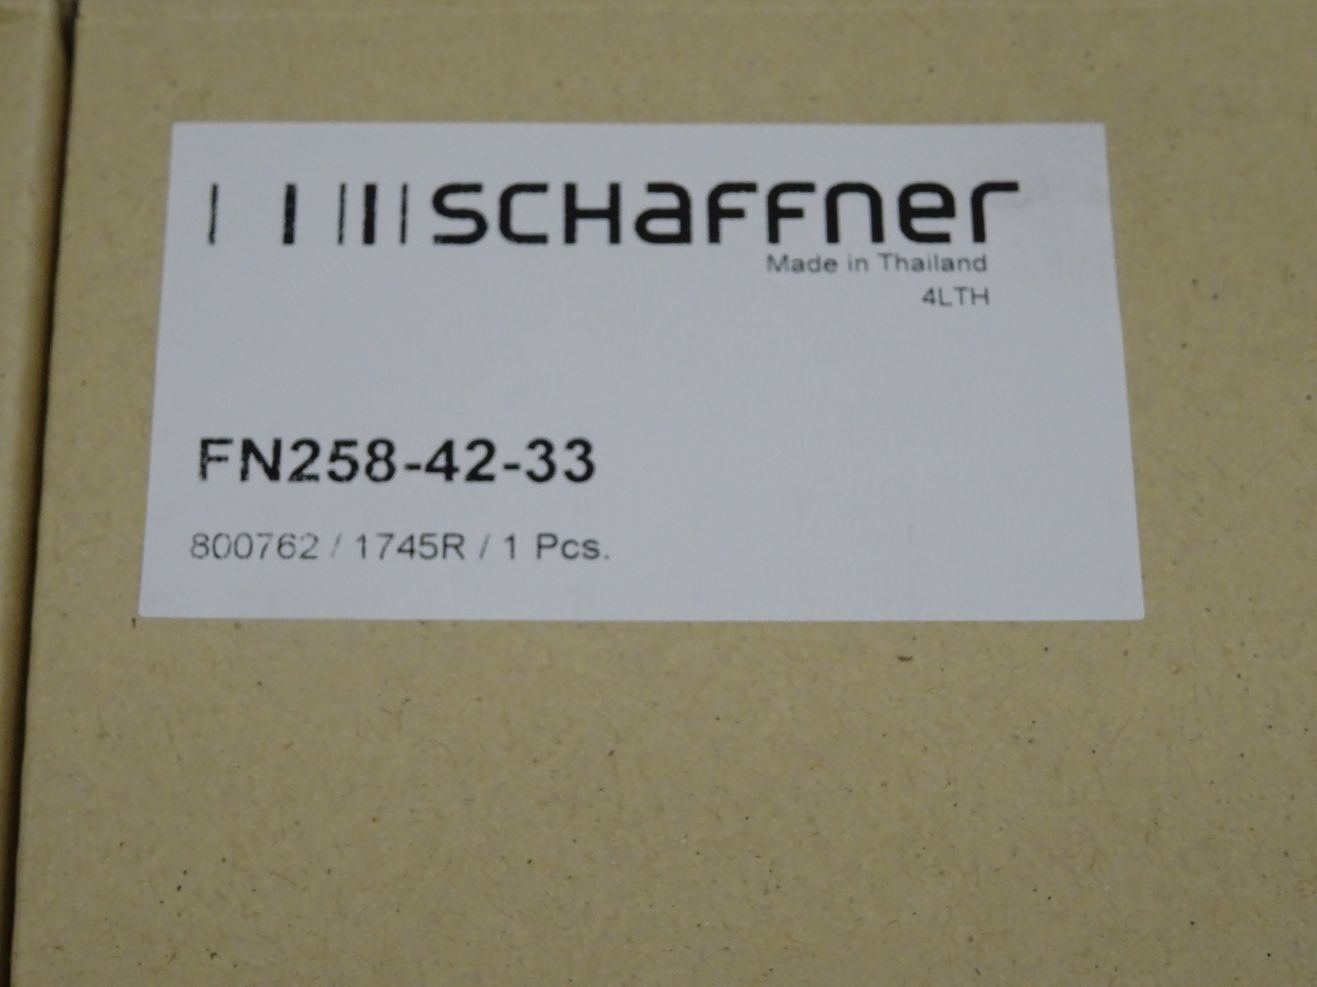 SCHaFFner
Made in Thailand
4LTH
FN258-42-33
800762 / 1745R / 1 Pcs.